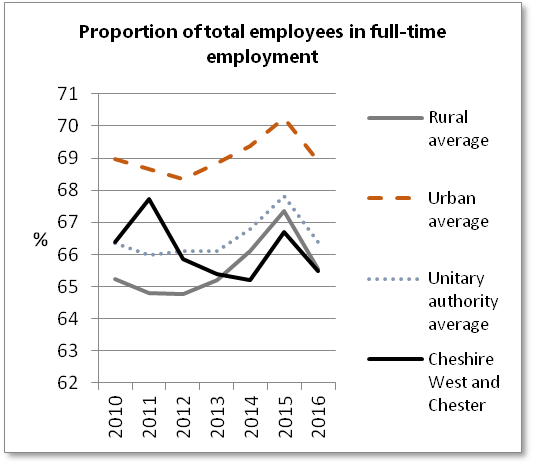 Proportion of total employees in full-time
employment
71
70
69
68
67
66
65
64
63
62
%
2010
2011
2012
2013
2014
2015
2016
Rural
average
Urban
average
Unitary
authority
average
Cheshire
West and
Chester